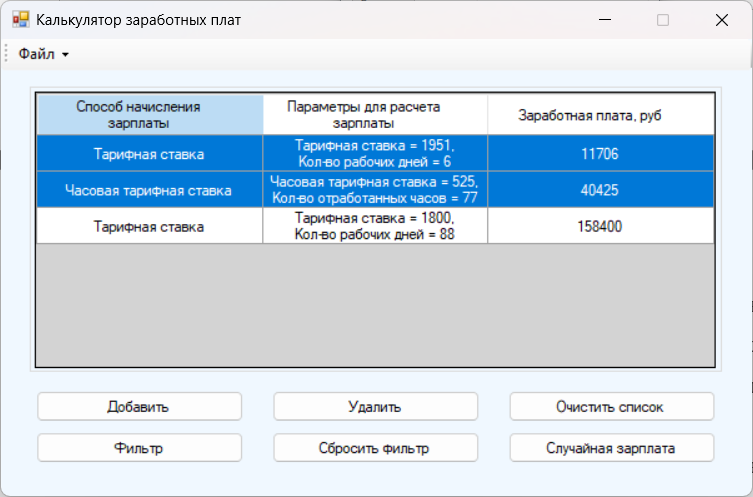 Калькулятор заработных плат
Файл
Способ начисления
зарплаты
Параметры для расчета
зарплаты
Заработная плата, руб
Тарифная ставка
Тарифная ставка = 1951,
Кол-во рабочих дней = 6
11706
Часовая тарифная ставка
Часовая тарифная ставка = 525,
Кол-во отработанных часов = 77
40425
Тарифная ставка
Тарифная ставка = 1800,
Кол-во рабочих дней = 88
158400
Добавить
Удалить
Очистить список
Фильтр
Сбросить фильтр
Случайная зарплата